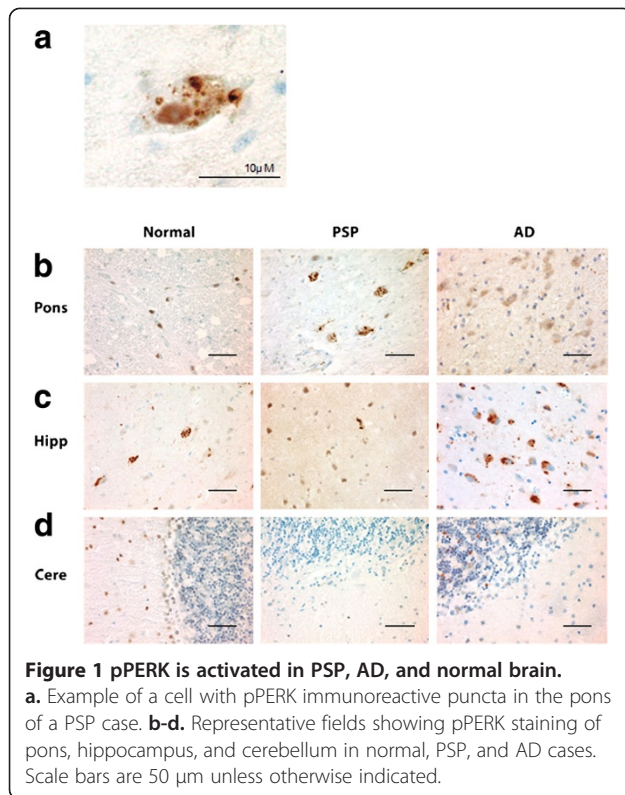 a
10µM
Normal PSP AD
b
Pons
c
Hipp
d
Cere
Figure 1 pPERK is activated in PSP, AD, and normal brain.
a. Example of a cell with pPERK immunoreactive puncta in the pons
of a PSP case. b-d. Representative fields showing pPERK staining of
pons, hippocampus, and cerebellum in normal, PSP, and AD cases.
Scale bars are 50 µm unless otherwise indicated.